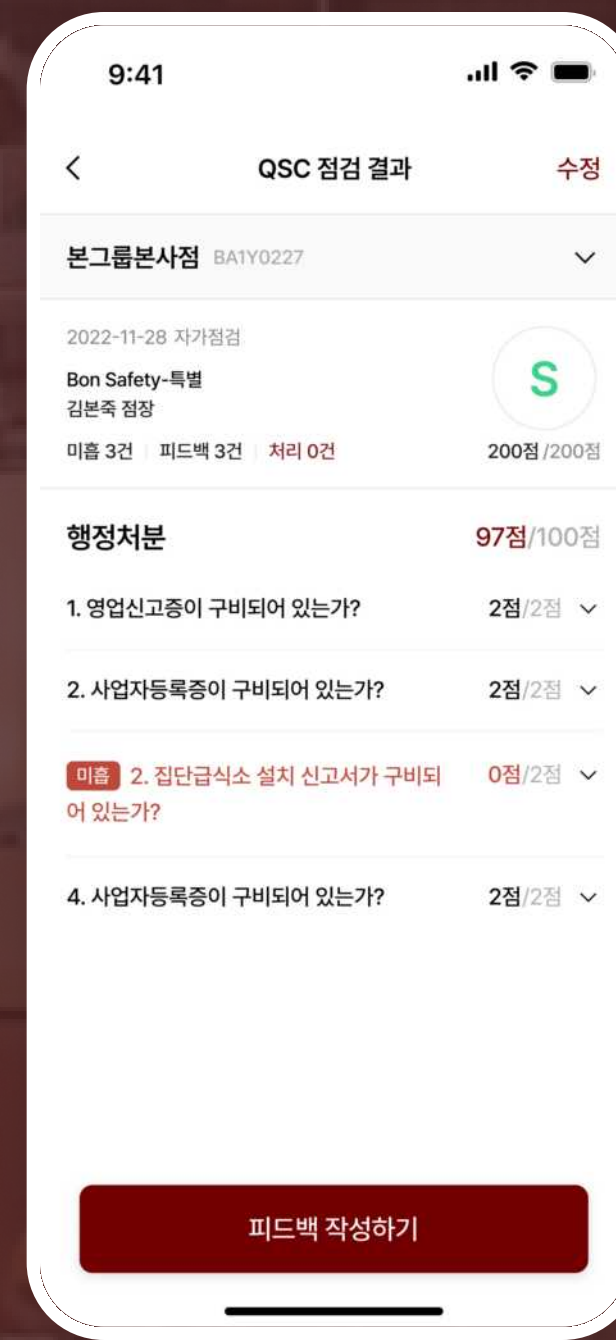 9:41
< QSC 점검 결과 수정
본그룹본사점 BA1Y0227
2022-11-28 자가점검
Bon Safety-특별
김본죽 점장
S
미흡 3건 피드백 3건 처리 0건 200점/200점
행정처분 97점/100점
1. 영업신고증이 구비되어 있는가? 2점/2점
2. 사업자등록증이 구비되어 있는가? 2점/2점
미흡 2. 집단급식소 설치 신고서가 구비되 0점/2점
어 있는가?
4. 사업자등록증이 구비되어 있는가? 2점/2점
피드백 작성하기